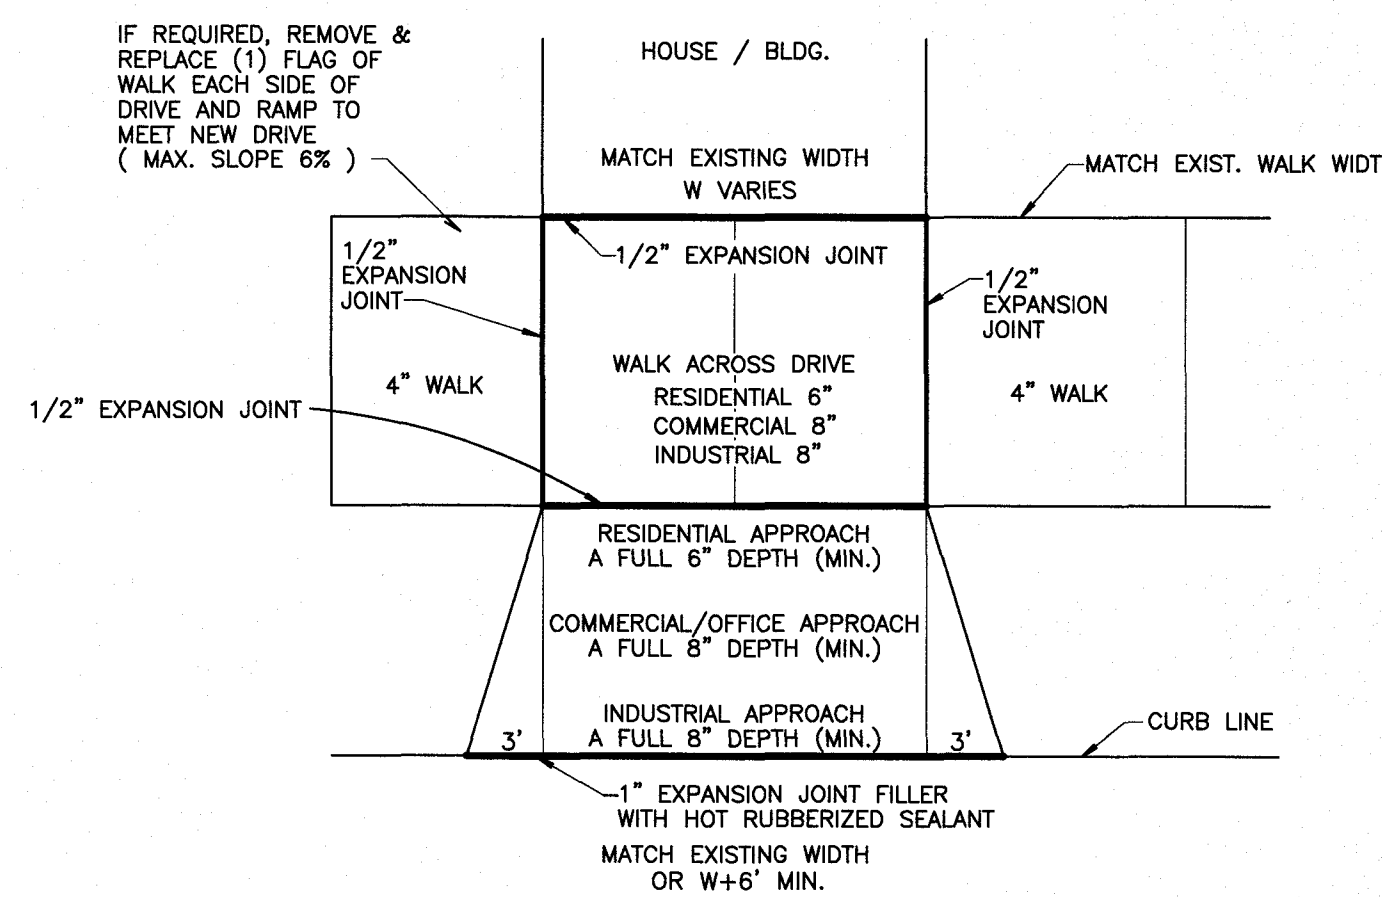 IF REQUIRED, REMOVE &
REPLACE (1) FLAG OF
WALK EACH SIDE OF
DRIVE AND RAMP TO
MEET NEW DRIVE
( MAX. SLOPE 6% )
HOUSE / BLDG.
MATCH EXISTING WIDTH
W VARIES
MATCH EXIST. WALK WIDT
1/2" EXPANSION JOINT
1/2"
EXPANSION
JOINT
1/2"
EXPANSION
JOINT
4" WALK
WALK ACROSS DRIVE
RESIDENTIAL 6"
COMMERCIAL 8"
INDUSTRIAL 8"
4" WALK
1/2" EXPANSION JOINT
RESIDENTIAL APPROACH
A FULL 6" DEPTH (MIN.)
COMMERCIAL/OFFICE APPROACH
A FULL 8" DEPTH (MIN.)
INDUSTRIAL APPROACH
A FULL 8" DEPTH (MIN.)
3'
3'
CURB LINE
1" EXPANSION JOINT FILLER
WITH HOT RUBBERIZED SEALANT
MATCH EXISTING WIDTH
OR W+6' MIN.